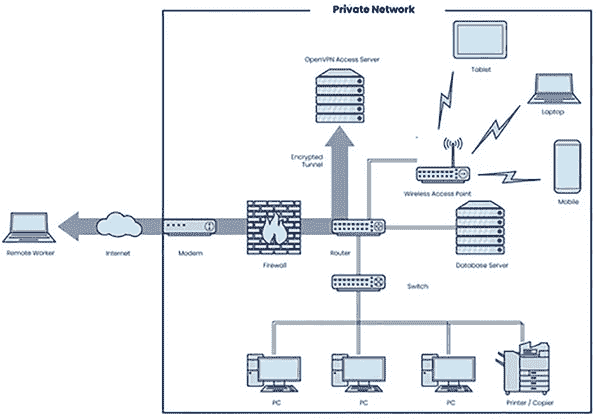 Private Network
OpenVPN Access Server
Tablet
Laptop
Encrypted
Tunnel
Wireless Access Point
Mobile
Remote Worker
Internet
Modem
Firewall
Router
Database Server
Switch
PC
PC
PC
Printer / Copier